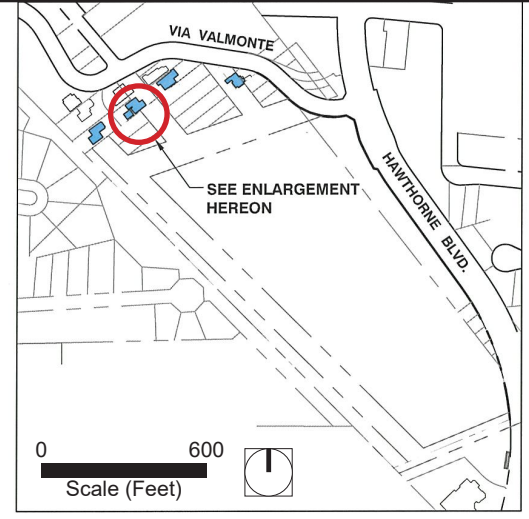 VIA VALMONTE
SEE ENLARGEMENT
HEREON
HAWTHORNE BLVD.
0 600
Scale (Feet)